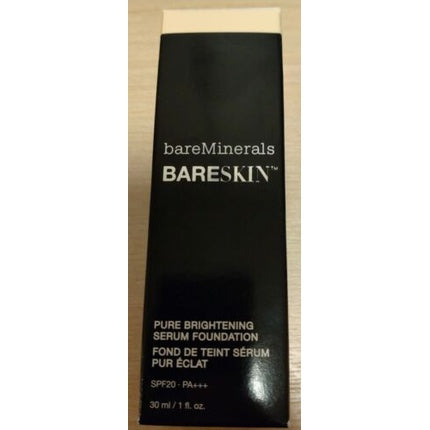 bareMinerals
BARESKIN™
PURE BRIGHTENING
SERUM FOUNDATION
FOND DE TEINT SÉRUM
PUR ÉCLAT
SPF20 · PA+++
30 ml / 1 fl. oz.